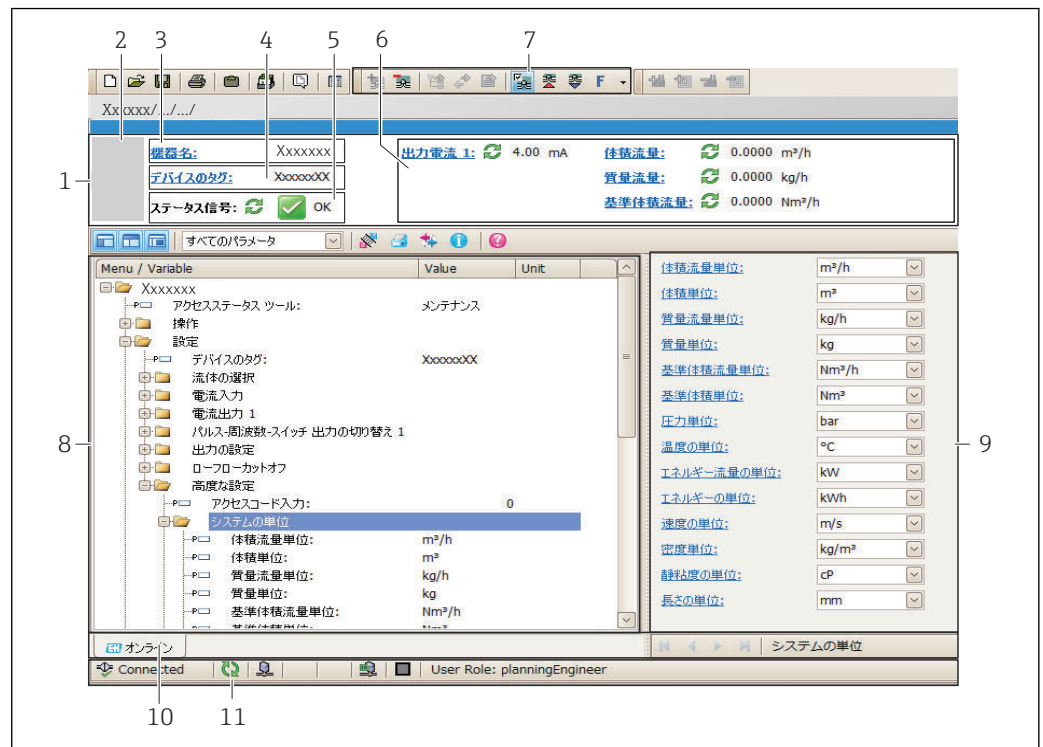 2 3 4 5 6 7
F
Xxxxxx/.../.../
1
機器名: Xxxxxxx
デバイスのタグ: XxxxxxXX
ステータス信号: OK
出力電流 1: 4.00 mA
体積流量: 0.0000 m³/h
質量流量: 0.0000 kg/h
基準体積流量: 0.0000 Nm³/h
すべてのパラメータ
8
Menu / Variable Value Unit
Xxxxxxx
アクセスステータス ツール: メンテナンス
操作
設定
デバイスのタグ: XxxxxxXX
流体の選択
電流入力
電流出力 1
パルス-周波数-スイッチ 出力の切り替え 1
出力の設定
ローフローカットオフ
高度な設定
アクセスコード入力: 0
システムの単位
体積流量単位: m³/h
体積単位: m³
質量流量単位: kg/h
質量単位: kg
基準体積流量単位: Nm³/h
基準体積単位: Nm³
9
体積流量単位: m³/h
体積単位: m³
質量流量単位: kg/h
質量単位: kg
基準体積流量単位: Nm³/h
基準体積単位: Nm³
圧力単位: bar
温度の単位: °C
エネルギー流量の単位: kW
エネルギーの単位: kWh
速度の単位: m/s
密度単位: kg/m³
静粘度の単位: cP
長さの単位: mm
オンライン
システムの単位
Connected User Role: planningEngineer
10 11